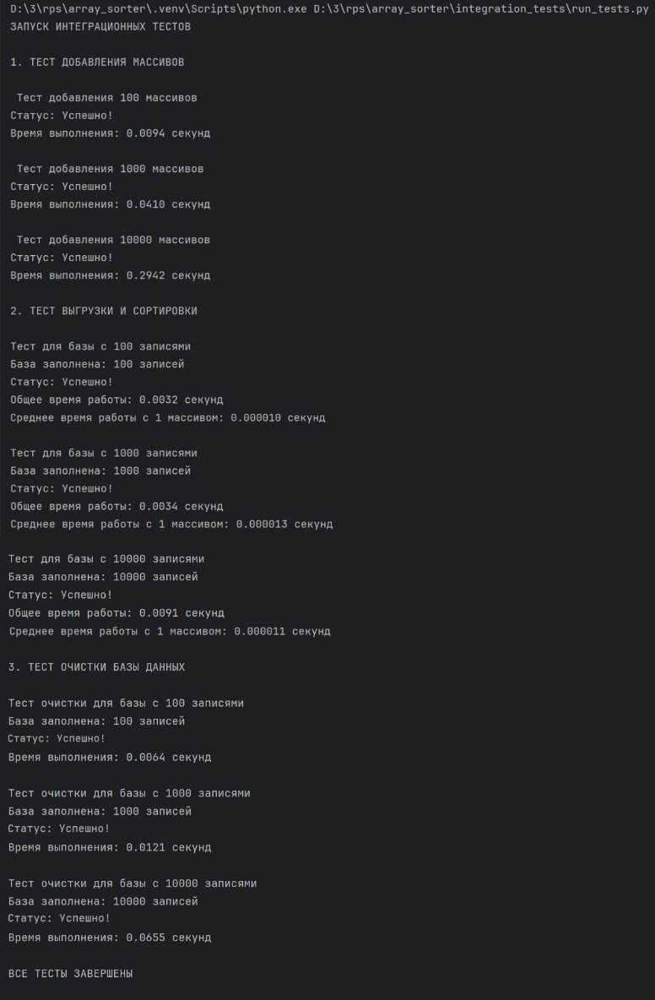 D:\3\rps\array_sorter\.venv\Scripts\python.exe D:\3\rps\array_sorter\integration_tests\run_tests.py
ЗАПУСК ИНТЕГРАЦИОННЫХ ТЕСТОВ
1. ТЕСТ ДОБАВЛЕНИЯ МАССИВОВ
Тест добавления 100 массивов
Статус: Успешно!
Время выполнения: 0.0094 секунд
Тест добавления 1000 массивов
Статус: Успешно!
Время выполнения: 0.0410 секунд
Тест добавления 10000 массивов
Статус: Успешно!
Время выполнения: 0.2942 секунд
2. ТЕСТ ВЫГРУЗКИ И СОРТИРОВКИ
Тест для базы с 100 записями
База заполнена: 100 записей
Статус: Успешно!
Общее время работы: 0.0032 секунд
Среднее время работы с 1 массивом: 0.000010 секунд
Тест для базы с 1000 записями
База заполнена: 1000 записей
Статус: Успешно!
Общее время работы: 0.0034 секунд
Среднее время работы с 1 массивом: 0.000013 секунд
Тест для базы с 10000 записями
База заполнена: 10000 записей
Статус: Успешно!
Общее время работы: 0.0091 секунд
Среднее время работы с 1 массивом: 0.000011 секунд
3. ТЕСТ ОЧИСТКИ БАЗЫ ДАННЫХ
Тест очистки для базы с 100 записями
База заполнена: 100 записей
Статус: Успешно!
Время выполнения: 0.0064 секунд
Тест очистки для базы с 1000 записями
База заполнена: 1000 записей
Статус: Успешно!
Время выполнения: 0.0121 секунд
Тест очистки для базы с 10000 записями
База заполнена: 10000 записей
Статус: Успешно!
Время выполнения: 0.0655 секунд
ВСЕ ТЕСТЫ ЗАВЕРШЕНЫ